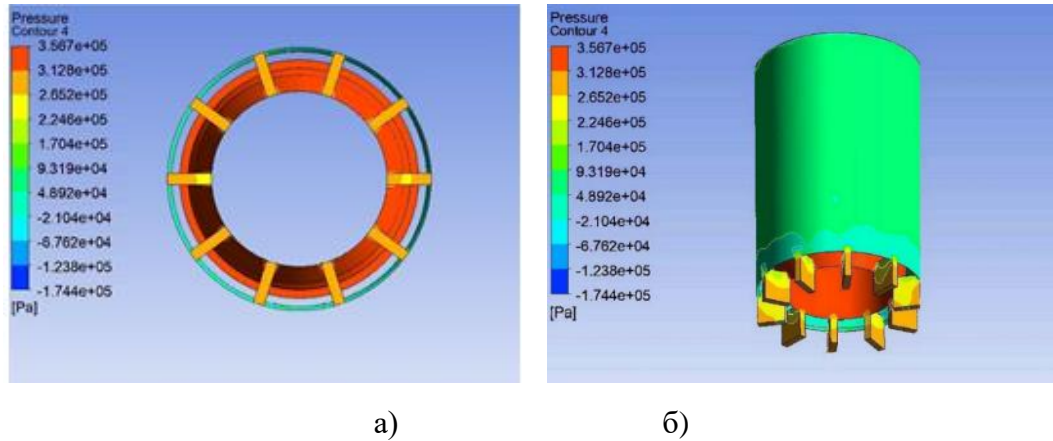 Pressure
Contour 4
3.567e+05
3.128e+05
2.652e+05
2.246e+05
1.704e+05
9.319e+04
4.892e+04
-2.104e+04
-6.762e+04
-1.238e+05
-1.744e+05
[Pa]
Pressure
Contour 4
3.567e+05
3.128e+05
2.652e+05
2.246e+05
1.704e+05
9.319e+04
4.892e+04
-2.104e+04
-6.762e+04
-1.238e+05
-1.744e+05
[Pa]
а)
б)